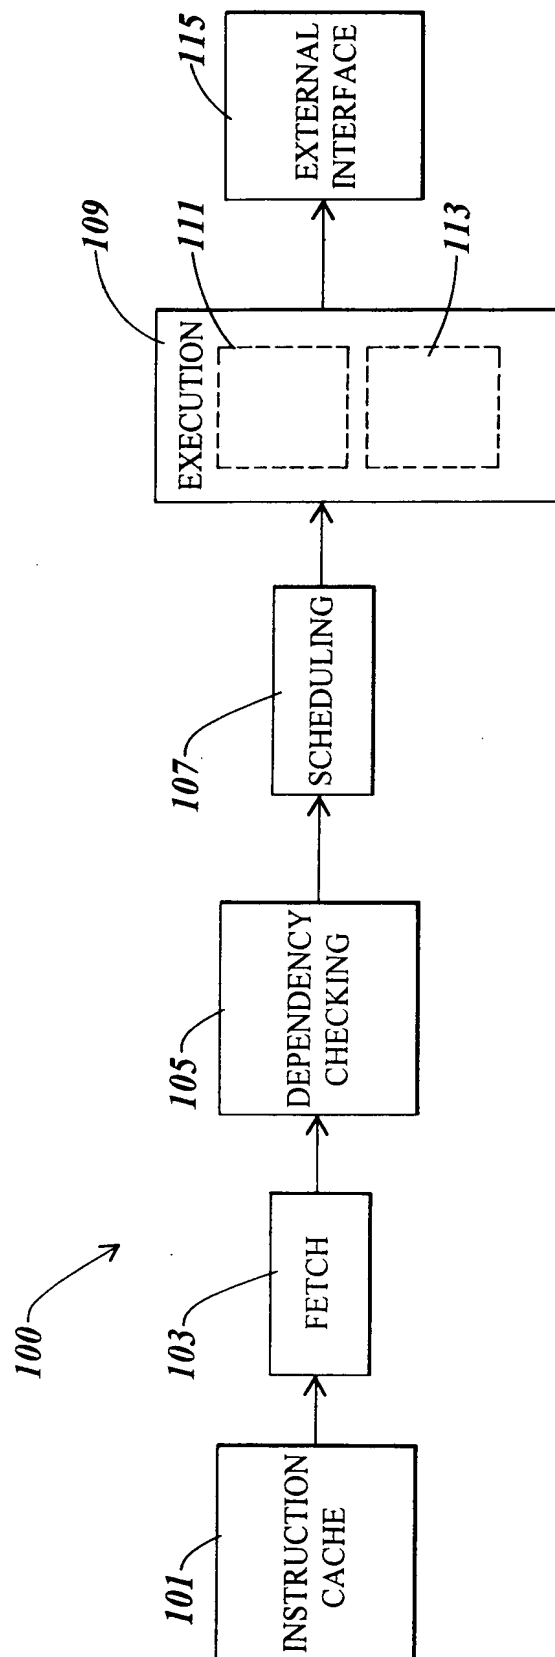 100
101
INSTRUCTION
CACHE
103
FETCH
105
DEPENDENCY
CHECKING
107
SCHEDULING
109
EXECUTION
111
113
115
EXTERNAL
INTERFACE